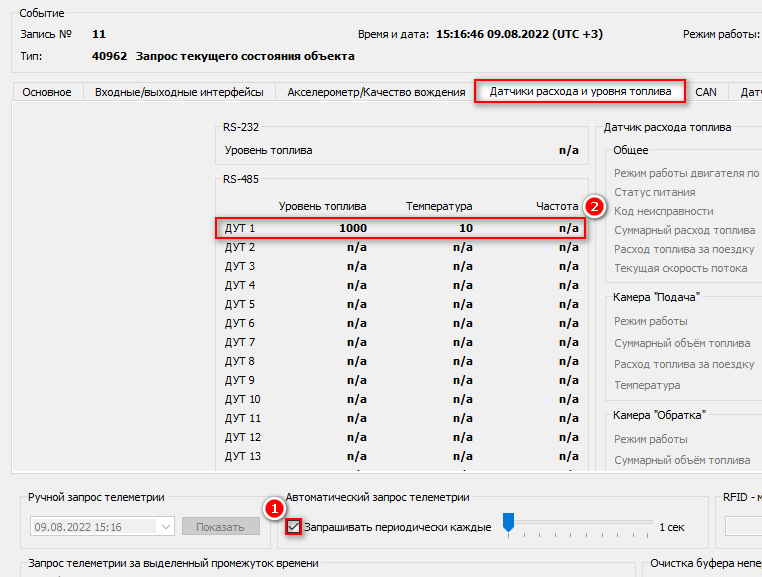 Событие
Запись № 11 Время и дата: 15:16:46 09.08.2022 (UTC +3) Режим работы:
Тип: 40962 Запрос текущего состояния объекта
Основное Входные/выходные интерфейсы Акселерометр/Качество вождения Датчики расхода и уровня топлива CAN Дат
RS-232
Уровень топлива n/a
RS-485
Уровень топлива Температура Частота
2
ДУТ 1 1000 10 n/a
ДУТ 2 n/a n/a n/a
ДУТ 3 n/a n/a n/a
ДУТ 4 n/a n/a n/a
ДУТ 5 n/a n/a n/a
ДУТ 6 n/a n/a n/a
ДУТ 7 n/a n/a n/a
ДУТ 8 n/a n/a n/a
ДУТ 9 n/a n/a n/a
ДУТ 10 n/a n/a n/a
ДУТ 11 n/a n/a n/a
ДУТ 12 n/a n/a n/a
ДУТ 13 n/a n/a n/a
Датчик расхода топлива
Общее
Режим работы двигателя по
Статус питания
Код неисправности
Суммарный расход топлива
Расход топлива за поездку
Текущая скорость потока
Камера "Подача"
Режим работы
Суммарный объём топлива
Расход топлива за поездку
Температура
Камера "Обратка"
Режим работы
Суммарный объём топлива
Ручной запрос телеметрии
09.08.2022 15:16 Показать
1
Автоматический запрос телеметрии
Запрашивать периодически каждые 1 сек
RFID - м
Запрос телеметрии за выделенный промежуток времени
Очистка буфера непе